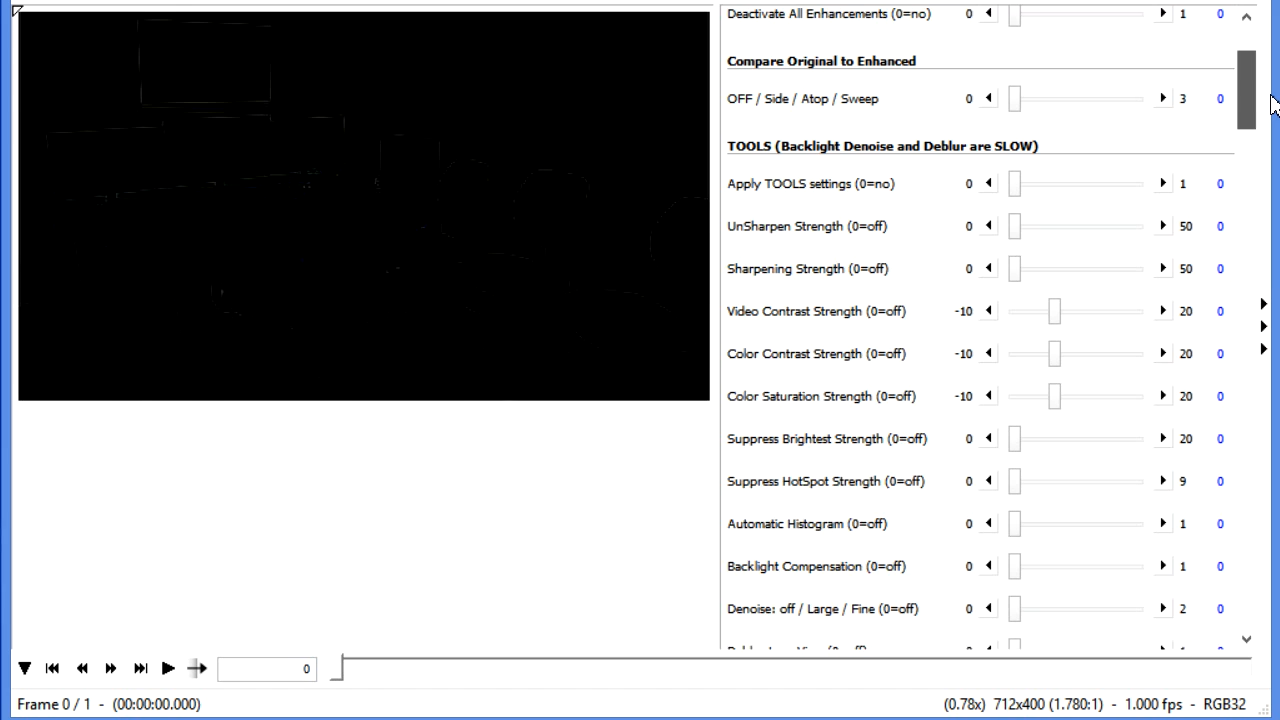 Deactivate All Enhancements (0=no) 0 1 0
Compare Original to Enhanced
OFF / Side / Atop / Sweep 0 3 0
TOOLS (Backlight Denoise and Deblur are SLOW)
Apply TOOLS settings (0=no) 0 1 0
UnSharpen Strength (0=off) 0 50 0
Sharpening Strength (0=off) 0 50 0
Video Contrast Strength (0=off) -10 20 0
Color Contrast Strength (0=off) -10 20 0
Color Saturation Strength (0=off) -10 20 0
Suppress Brightest Strength (0=off) 0 20 0
Suppress HotSpot Strength (0=off) 0 9 0
Automatic Histogram (0=off) 0 1 0
Backlight Compensation (0=off) 0 1 0
Denoise: off / Large / Fine (0=off) 0 2 0
0
Frame 0 / 1 - (00:00:00.000) (0.78x) 712x400 (1.780:1) - 1.000 fps - RGB32